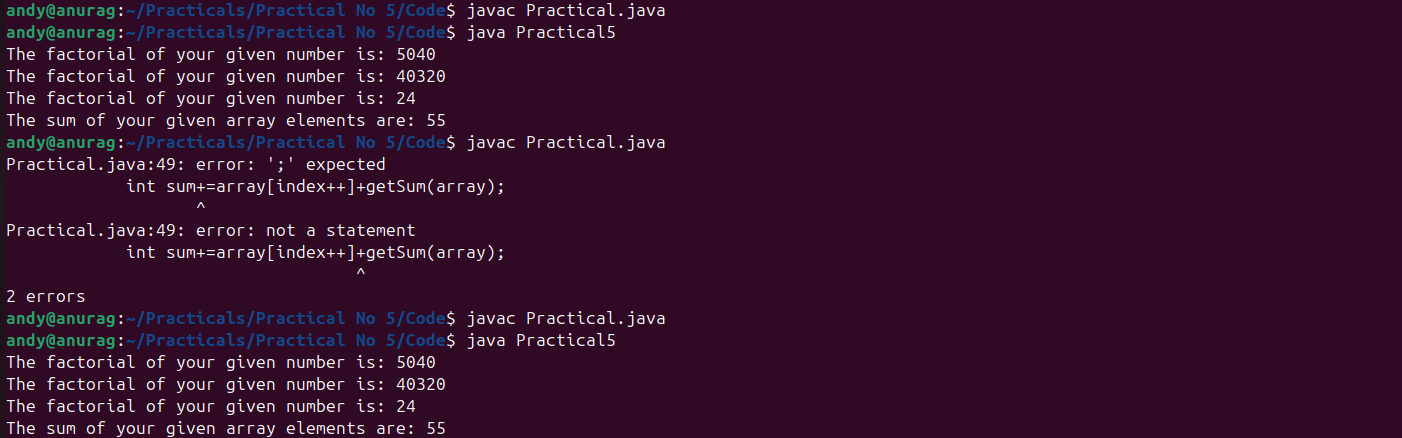 andy@anurag:~/Practicals/Practical No 5/Code$ javac Practical.java
andy@anurag:~/Practicals/Practical No 5/Code$ java Practical5
The factorial of your given number is: 5040
The factorial of your given number is: 40320
The factorial of your given number is: 24
The sum of your given array elements are: 55
andy@anurag:~/Practicals/Practical No 5/Code$ javac Practical.java
Practical.java:49: error: ';' expected
            int sum+=array[index++]+getSum(array);
                   ^
Practical.java:49: error: not a statement
            int sum+=array[index++]+getSum(array);
                                   ^
2 errors
andy@anurag:~/Practicals/Practical No 5/Code$ javac Practical.java
andy@anurag:~/Practicals/Practical No 5/Code$ java Practical5
The factorial of your given number is: 5040
The factorial of your given number is: 40320
The factorial of your given number is: 24
The sum of your given array elements are: 55